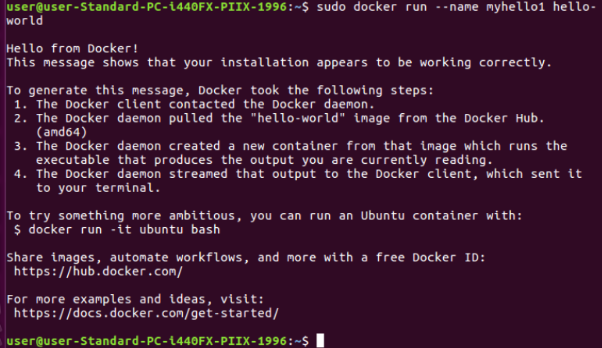 user@user-Standard-PC-i440FX-PIIX-1996:~$ sudo docker run --name myhello1 hello-
world
Hello from Docker!
This message shows that your installation appears to be working correctly.
To generate this message, Docker took the following steps:
1. The Docker client contacted the Docker daemon.
2. The Docker daemon pulled the "hello-world" image from the Docker Hub.
(amd64)
3. The Docker daemon created a new container from that image which runs the
executable that produces the output you are currently reading.
4. The Docker daemon streamed that output to the Docker client, which sent it
to your terminal.
To try something more ambitious, you can run an Ubuntu container with:
$ docker run -it ubuntu bash
Share images, automate workflows, and more with a free Docker ID:
https://hub.docker.com/
For more examples and ideas, visit:
https://docs.docker.com/get-started/
user@user-Standard-PC-i440FX-PIIX-1996:~$